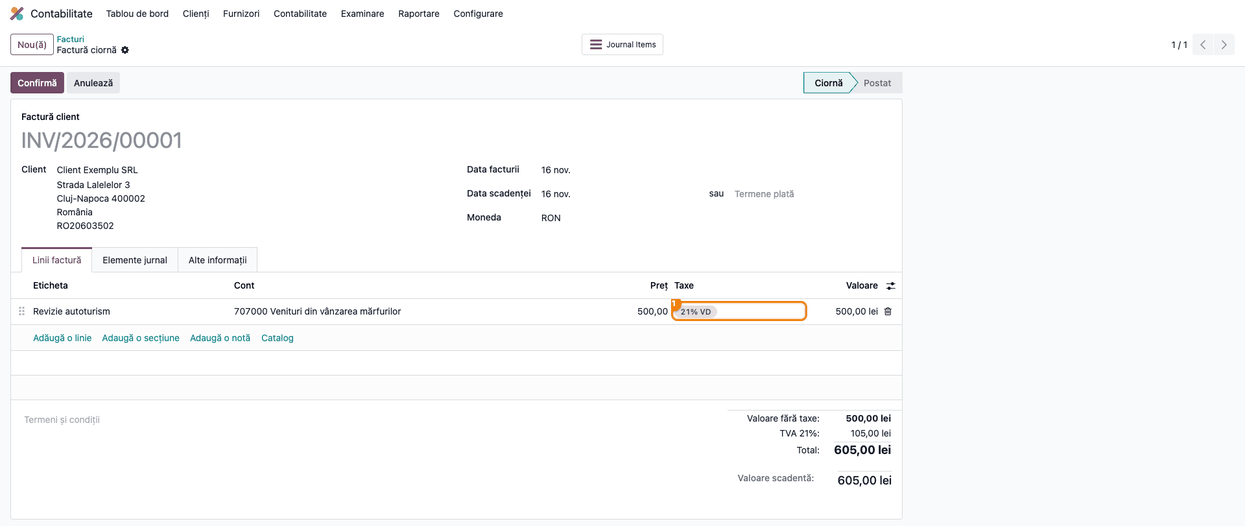 Contabilitate Tablou de bord Clienți Furnizori Contabilitate Examinare Raportare Configurare
Nou(ă) Facturi
Factură ciornă
Journal Items
1 / 1
Confirmă Anulează
Ciornă Postat
Factură client
INV/2026/00001
Client Client Exemplu SRL
Strada Lalelelor 3
Cluj-Napoca 400002
România
RO20603502
Data facturii 16 nov.
Data scadenței 16 nov. sau Termene plată
Moneda RON
Linii factură Elemente jurnal Alte informații
Eticheta Cont Preț Taxe Valoare
Revizie autoturism 707000 Venituri din vânzarea mărfurilor 500,00 1 21% VD 500,00 lei
Adăugă o linie Adaugă o secțiune Adaugă o notă Catalog
Termeni și condiții
Valoare fără taxe: 500,00 lei
TVA 21%: 105,00 lei
Total: 605,00 lei
Valoare scadentă: 605,00 lei